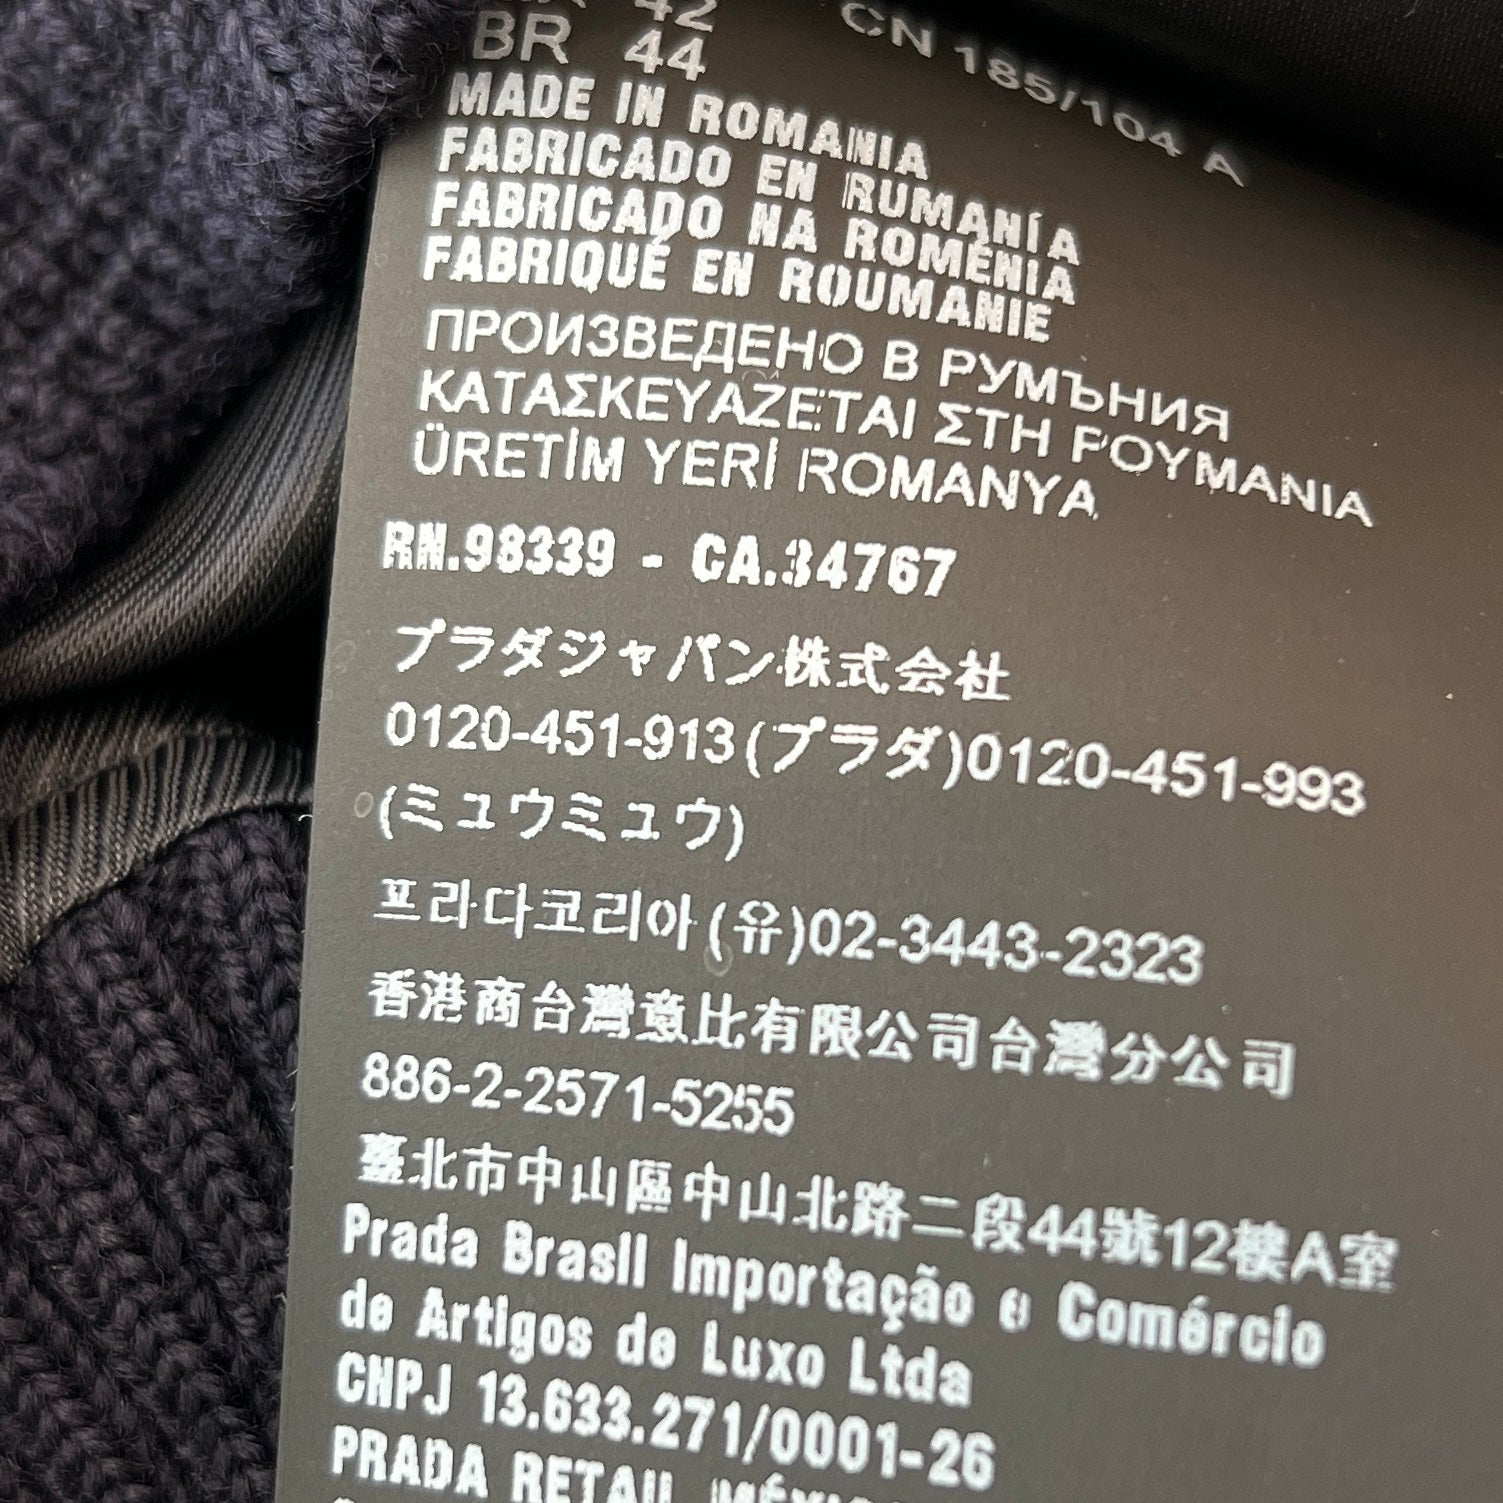 42
BR 44
CN 185/104 A
MADE IN ROMANIA
FABRICADO EN RUMANÍA
FABRICADO NA ROMÉNIA
FABRIQUÉ EN ROUMANIE
ПРОИЗВЕДЕНО В РУМЪНИЯ
ΚΑΤΑΣΚΕΥΑΖΕΤΑΙ ΣΤΗ ΡΟΥΜΑΝΙΑ
ÜRETİM YERİ ROMANYA
RN.98339 - CA.34767
プラダジャパン株式会社
0120-451-913(プラダ)0120-451-993
(ミュウミュウ)
프라다코리아(유)02-3443-2323
香港商台灣意比有限公司台灣分公司
886-2-2571-5255
臺北市中山區中山北路二段44號12樓A室
Prada Brasil Importação e Comércio
de Artigos de Luxo Ltda
CNPJ 13.633.271/0001-26
PRADA RETAIL